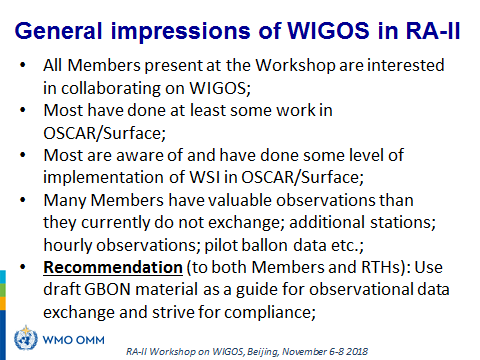 General impressions of WIGOS in RA-II
• All Members present at the Workshop are interested
in collaborating on WIGOS;
• Most have done at least some work in
OSCAR/Surface;
• Most are aware of and have done some level of
implementation of WSI in OSCAR/Surface;
• Many Members have valuable observations than
they currently do not exchange; additional stations;
hourly observations; pilot ballon data etc.;
• Recommendation (to both Members and RTHs): Use
draft GBON material as a guide for observational data
exchange and strive for compliance;
WMO OMM
RA-II Workshop on WIGOS, Beijing, November 6-8 2018